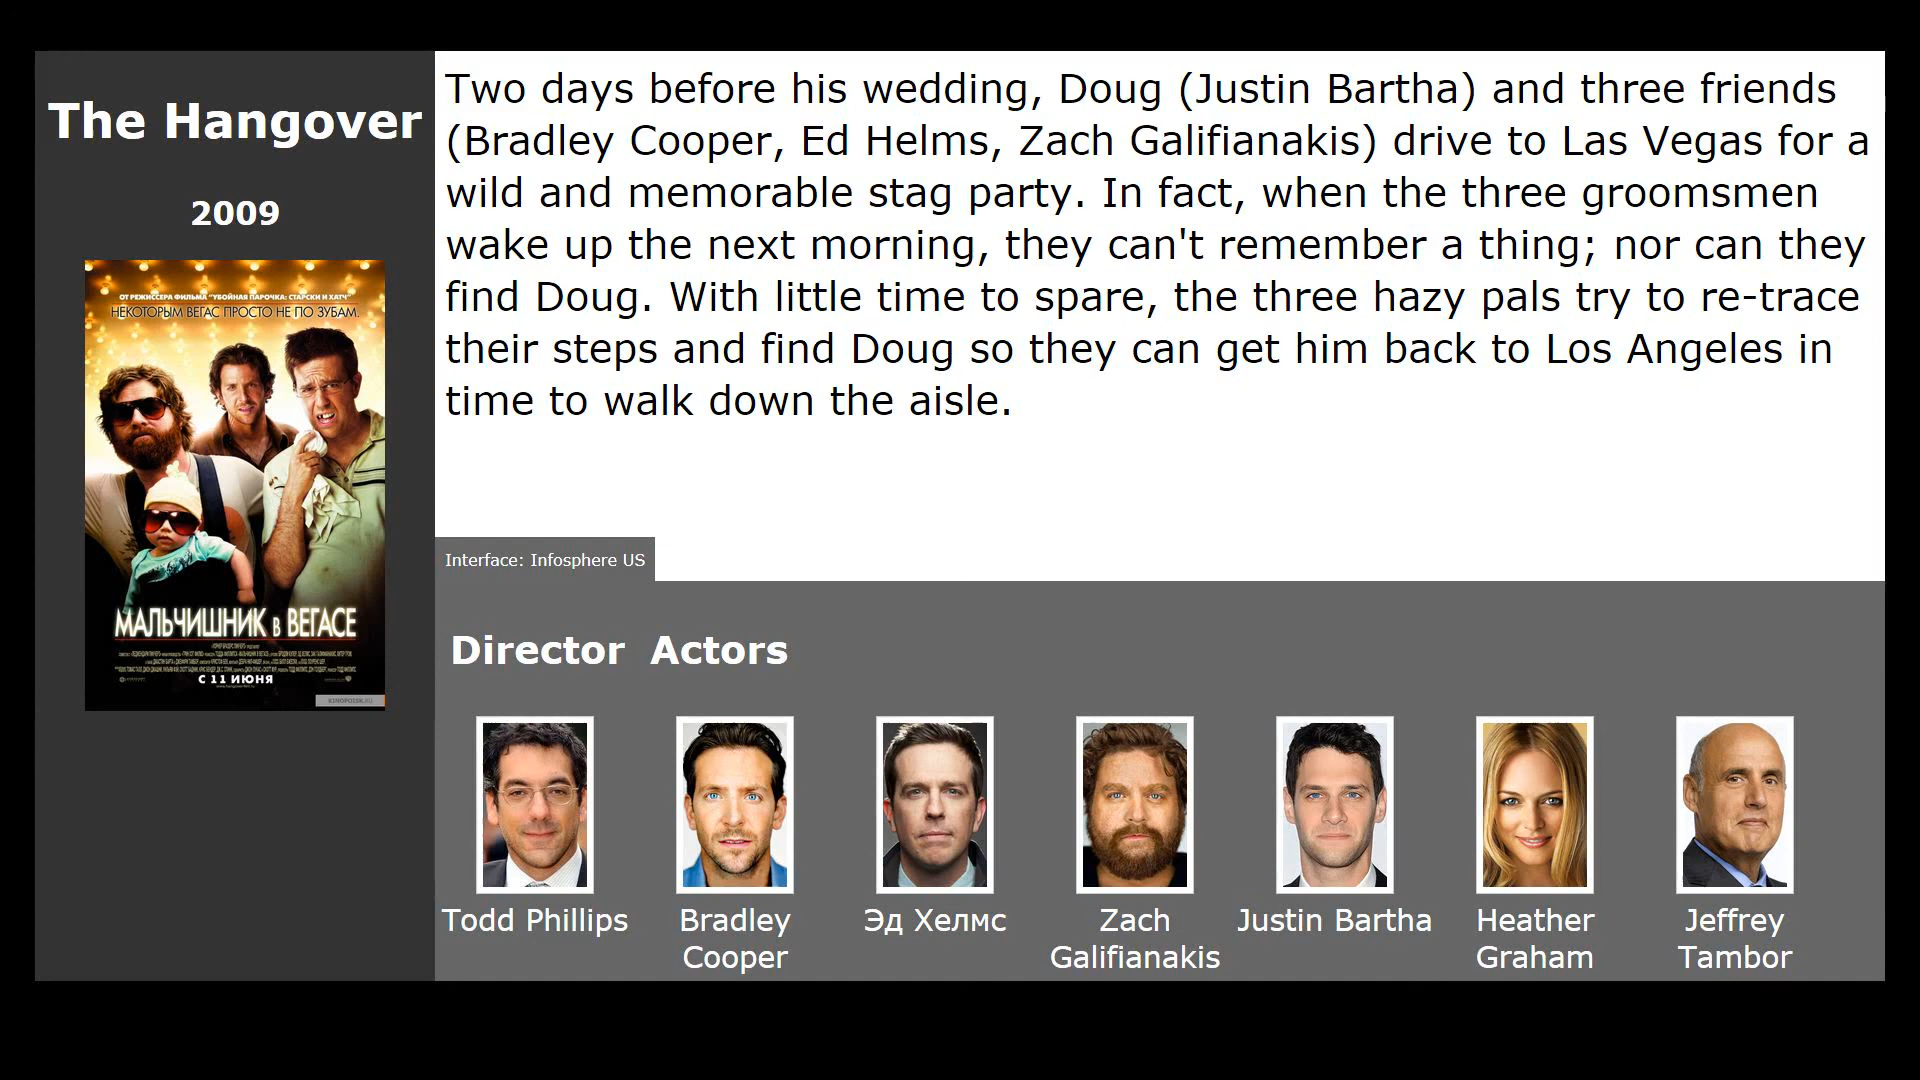 The Hangover
2009
ОТ РЕЖИССЕРА ФИЛЬМА "УБОЙНАЯ ПАРОЧКА: СТАРСКИ И ХАТЧ"
НЕКОТОРЫМ ВЕГАС ПРОСТО НЕ ПО ЗУБАМ.
МАЛЬЧИШНИК в ВЕГАСЕ
С 11 ИЮНЯ
KINOPOISK.RU
Two days before his wedding, Doug (Justin Bartha) and three friends
(Bradley Cooper, Ed Helms, Zach Galifianakis) drive to Las Vegas for a
wild and memorable stag party. In fact, when the three groomsmen
wake up the next morning, they can't remember a thing; nor can they
find Doug. With little time to spare, the three hazy pals try to re-trace
their steps and find Doug so they can get him back to Los Angeles in
time to walk down the aisle.
Interface: Infosphere US
Director Actors
Todd Phillips
Bradley
Cooper
Эд Хелмс
Zach
Galifianakis
Justin Bartha
Heather
Graham
Jeffrey
Tambor